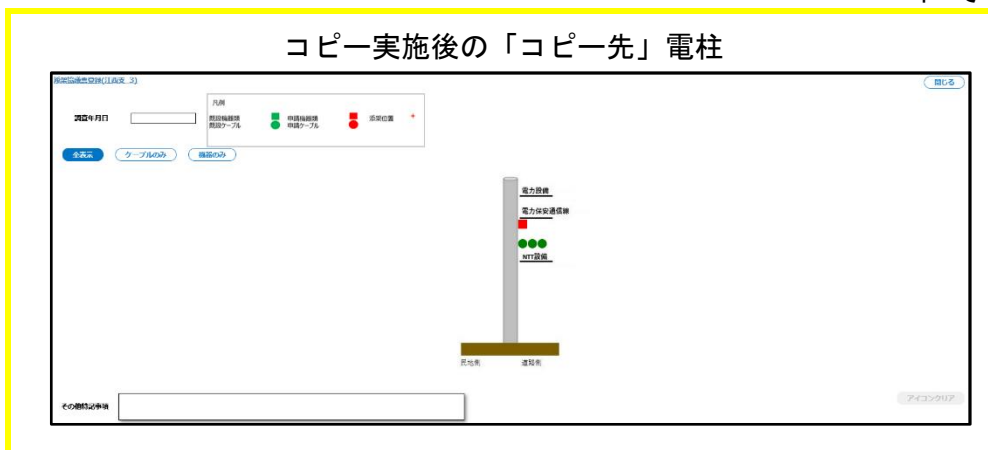 コピー実施後の「コピー先」電柱
閉じる
調査年月日
凡例
既設機器類 申請機器類 添架位置 +
既設ケーブル 申請ケーブル
全表示 ケーブルのみ 機器のみ
電力設備
電力保安通信線
NTT設備
民地側 道路側
その他特記事項
アイコンクリア